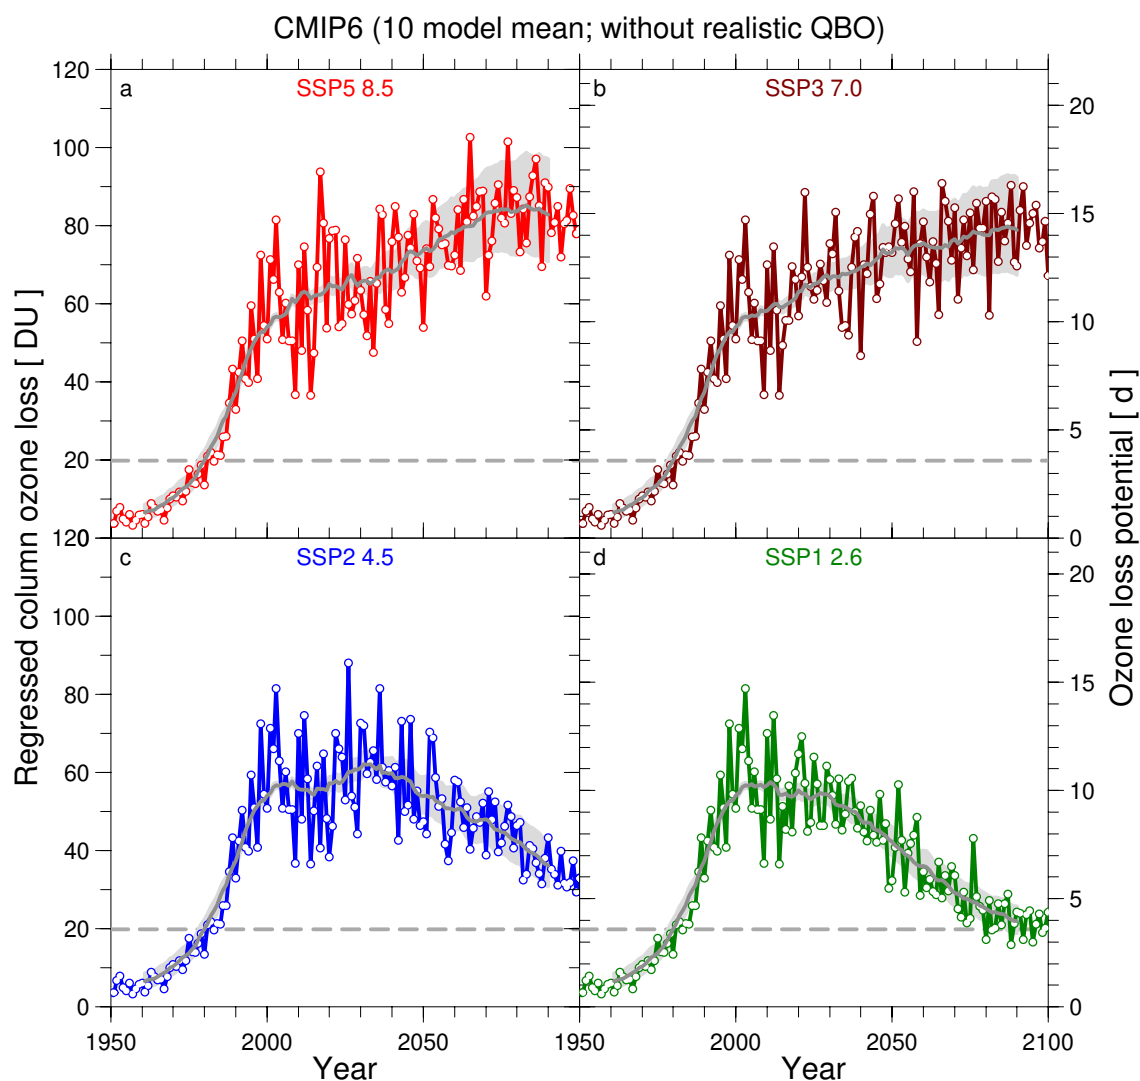 CMIP6 (10 model mean; without realistic QBO)
a
SSP5 8.5
b
SSP3 7.0
120
100
80
60
40
20
0
20
15
10
5
0
Regressed column ozone loss [ DU ]
Ozone loss potential [ d ]
c
SSP2 4.5
d
SSP1 2.6
120
100
80
60
40
20
0
20
15
10
5
0
1950
2000
2050
1950
2000
2050
2100
Year
Year